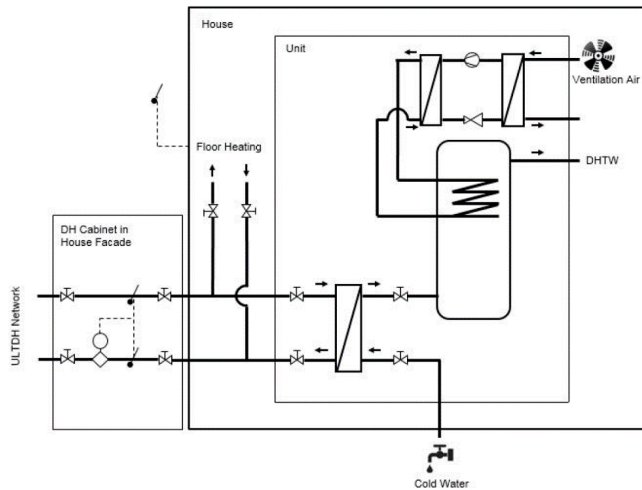 House
Unit
Ventilation Air
Floor Heating
DHTW
DH Cabinet in
House Facade
ULTDH Network
Cold Water